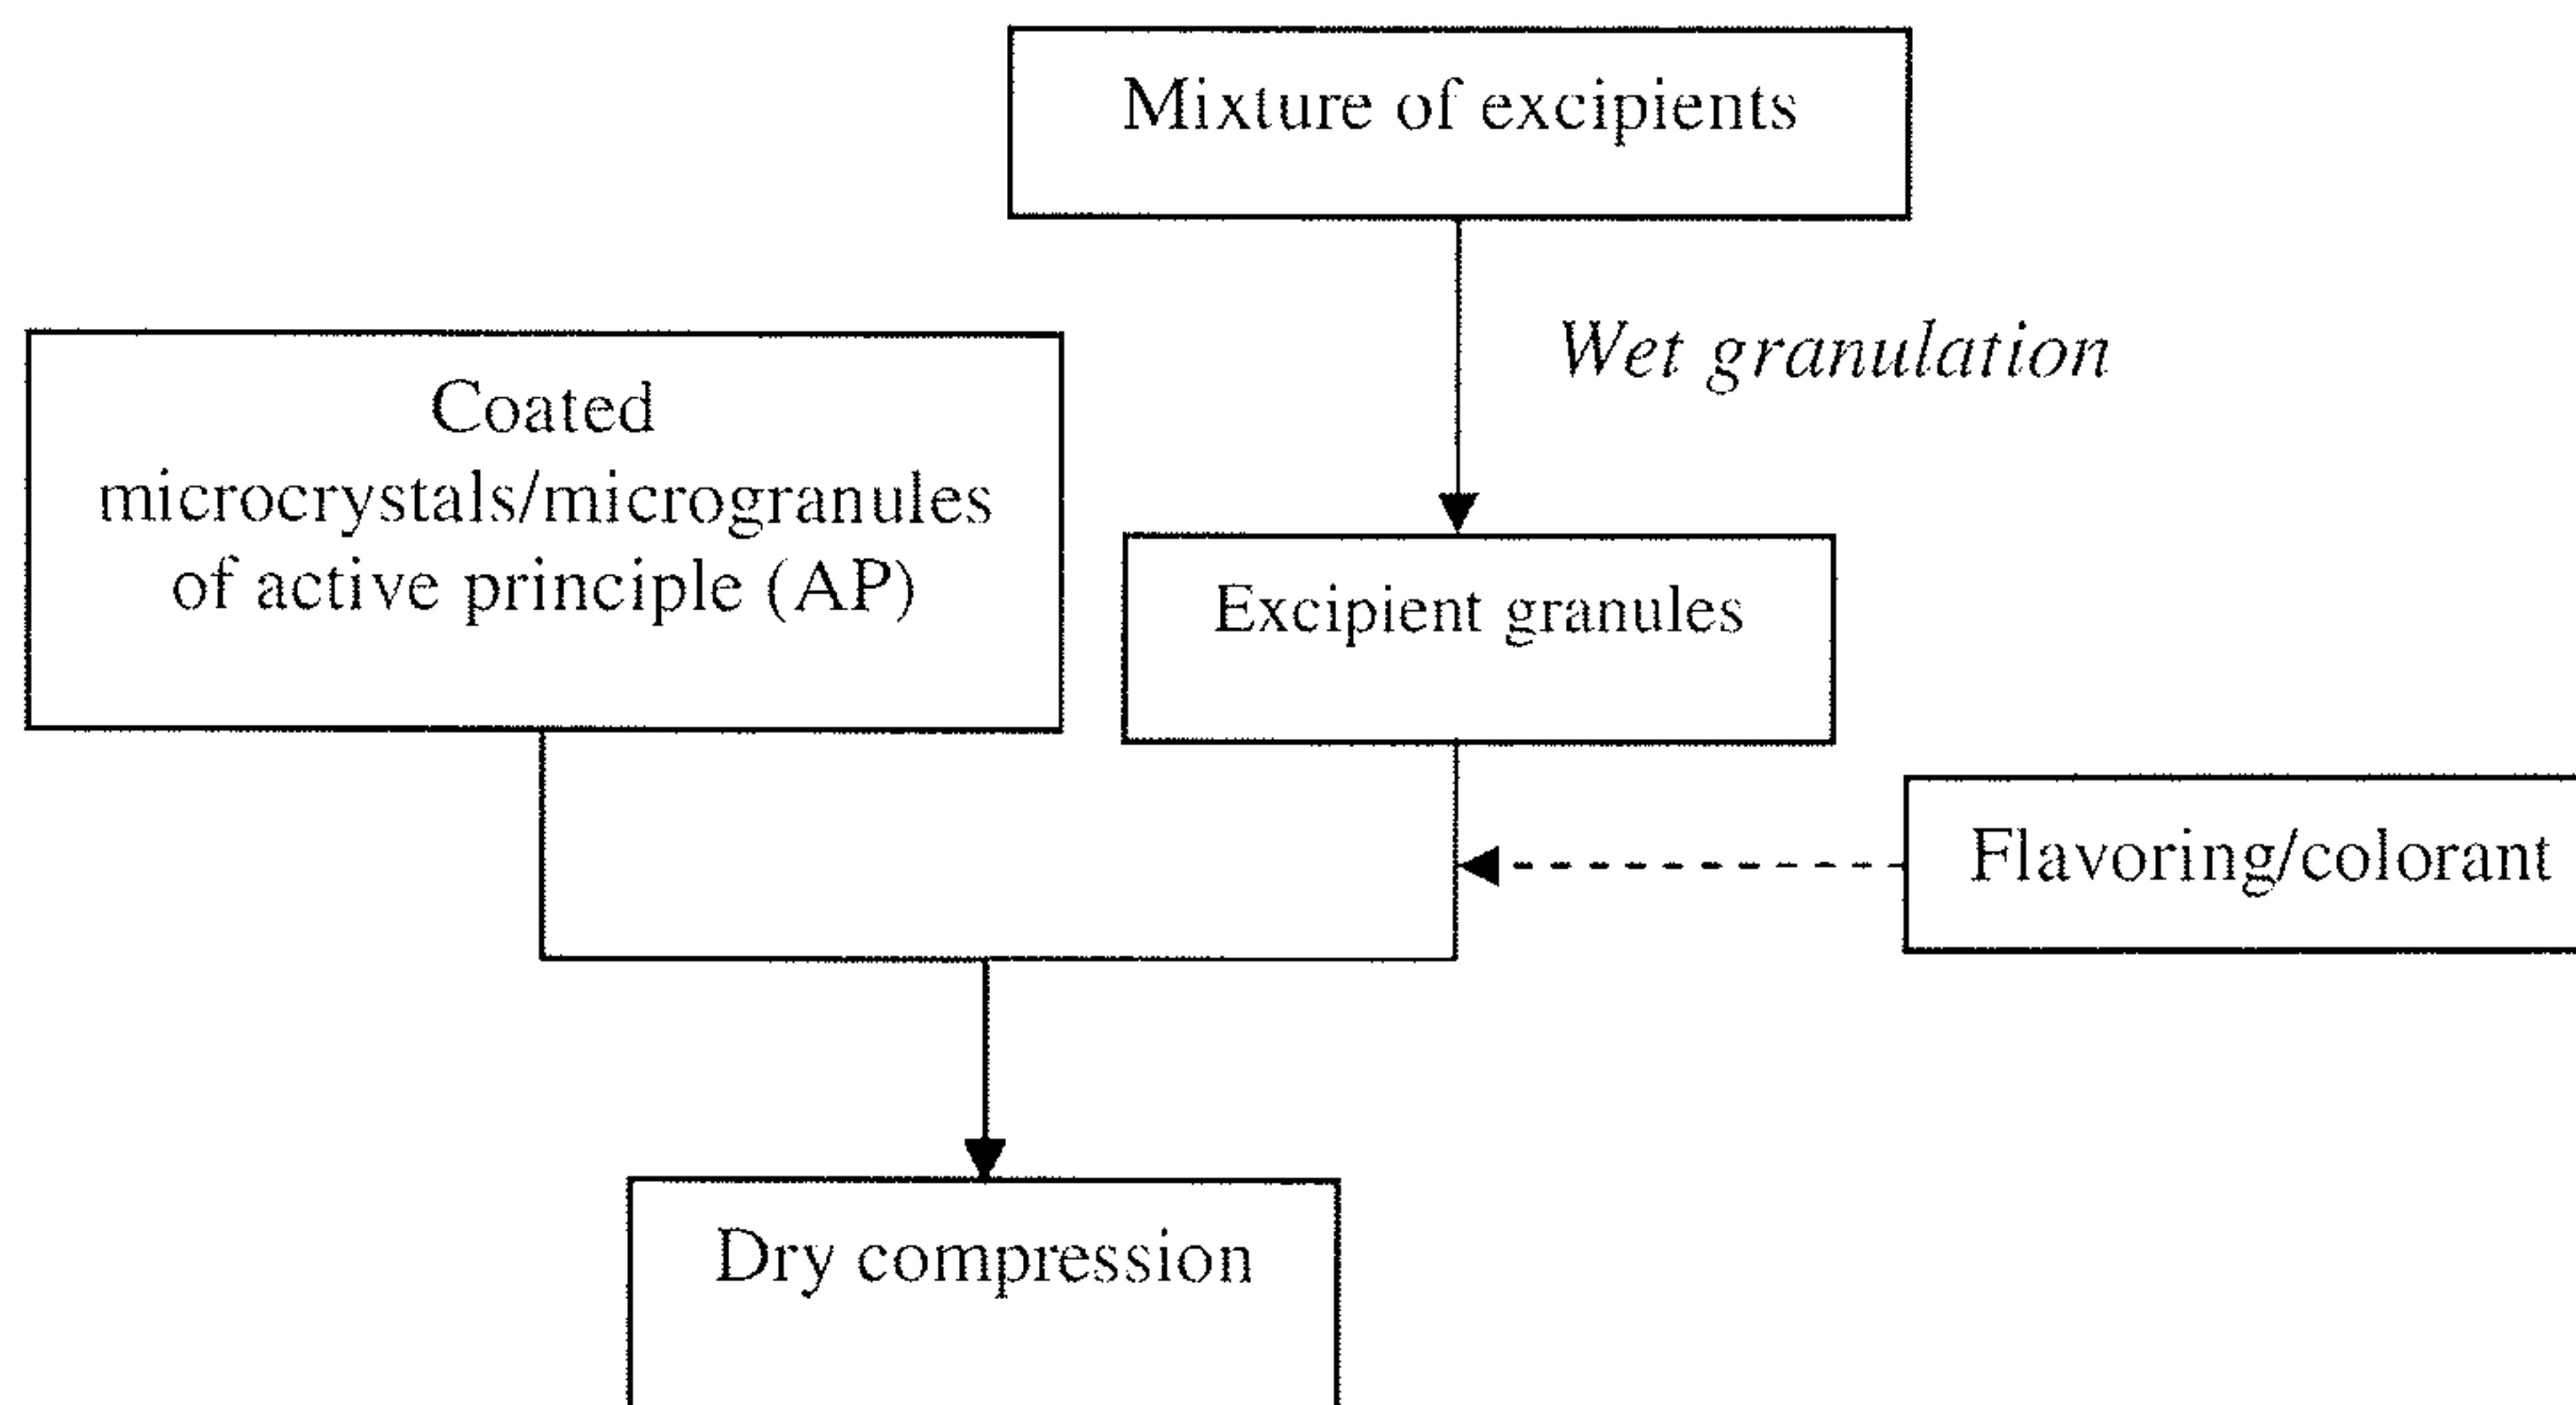 Mixture of excipients
Wet granulation
Coated
microcrystals/microgranules
of active principle (AP)
Excipient granules
Flavoring/colorant
Dry compression